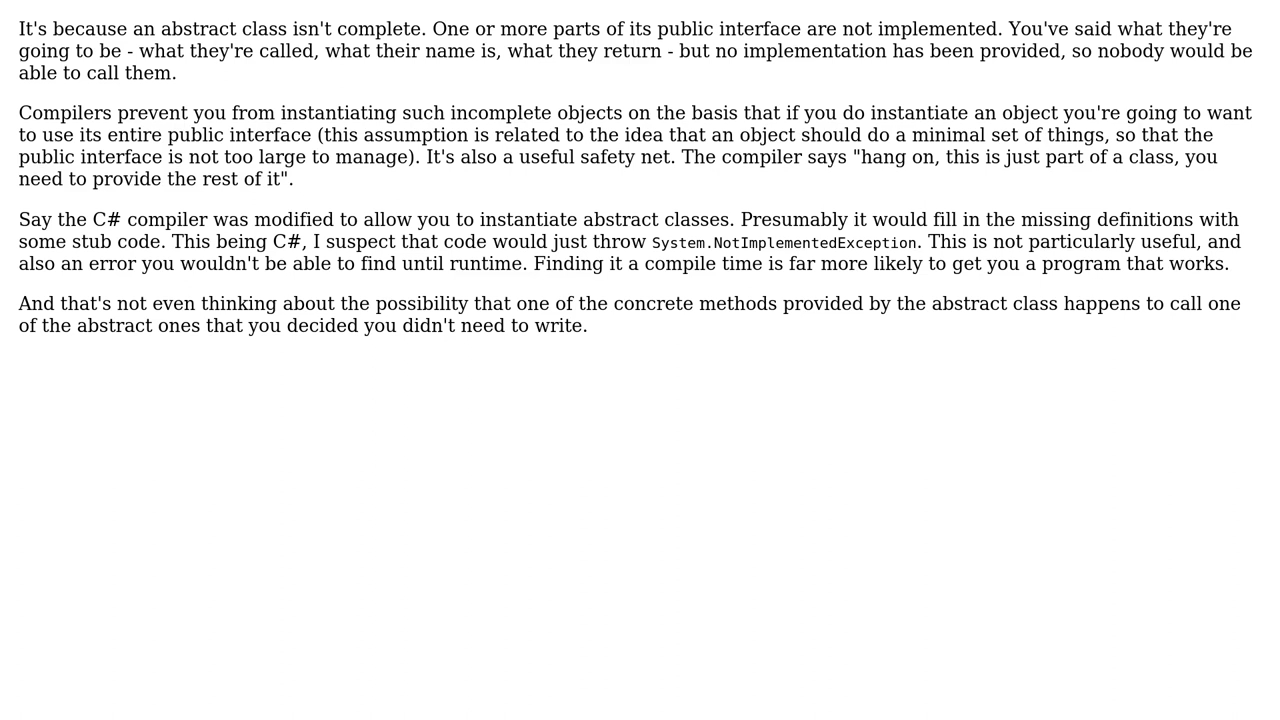 It's because an abstract class isn't complete. One or more parts of its public interface are not implemented. You've said what they're
going to be - what they're called, what their name is, what they return - but no implementation has been provided, so nobody would be
able to call them.
Compilers prevent you from instantiating such incomplete objects on the basis that if you do instantiate an object you're going to want
to use its entire public interface (this assumption is related to the idea that an object should do a minimal set of things, so that the
public interface is not too large to manage). It's also a useful safety net. The compiler says "hang on, this is just part of a class, you
need to provide the rest of it".
Say the C# compiler was modified to allow you to instantiate abstract classes. Presumably it would fill in the missing definitions with
some stub code. This being C#, I suspect that code would just throw System.NotImplementedException. This is not particularly useful, and
also an error you wouldn't be able to find until runtime. Finding it a compile time is far more likely to get you a program that works.
And that's not even thinking about the possibility that one of the concrete methods provided by the abstract class happens to call one
of the abstract ones that you decided you didn't need to write.